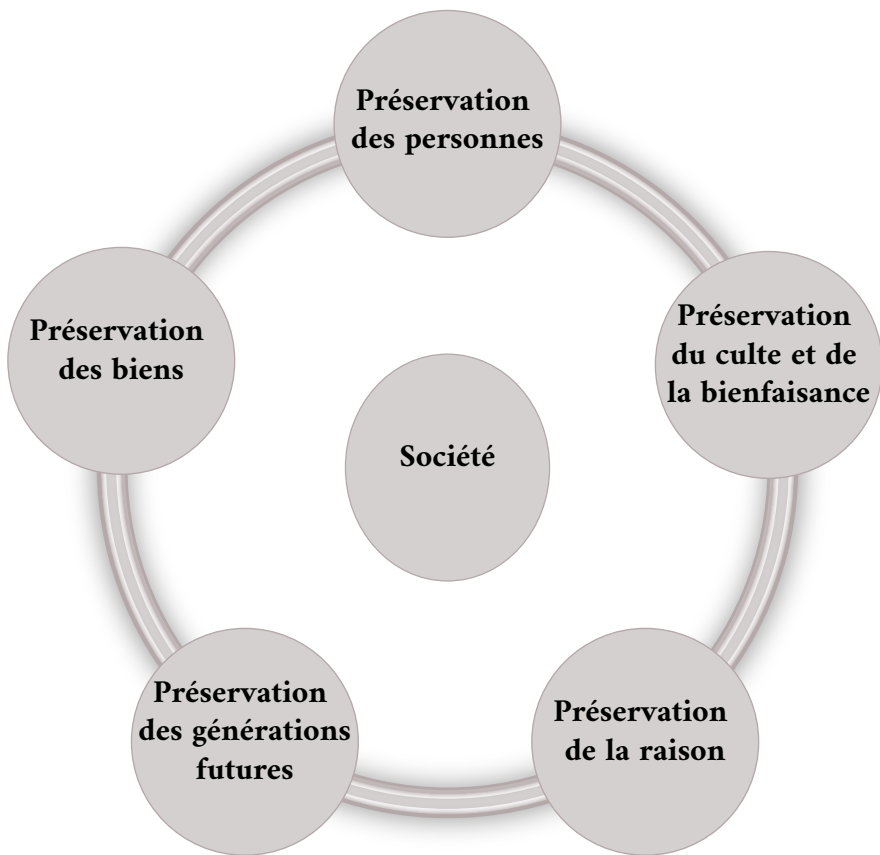 Préservation
des personnes
Préservation
du culte et de
la bienfaisance
Préservation
de la raison
Préservation
des générations
futures
Préservation
des biens
Société